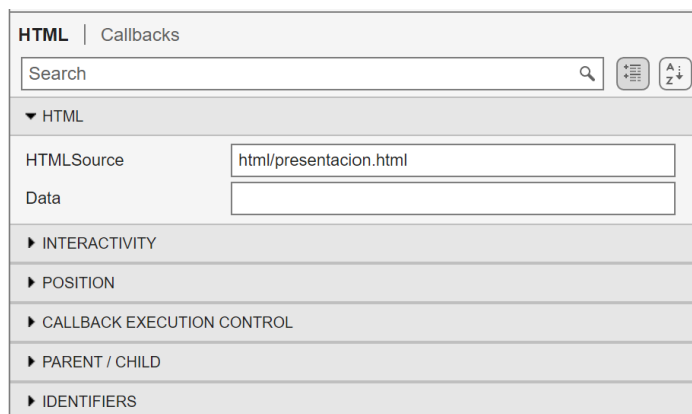 HTML | Callbacks
Search
A
Z
HTML
HTMLSource html/presentacion.html
Data
INTERACTIVITY
POSITION
CALLBACK EXECUTION CONTROL
PARENT / CHILD
IDENTIFIERS